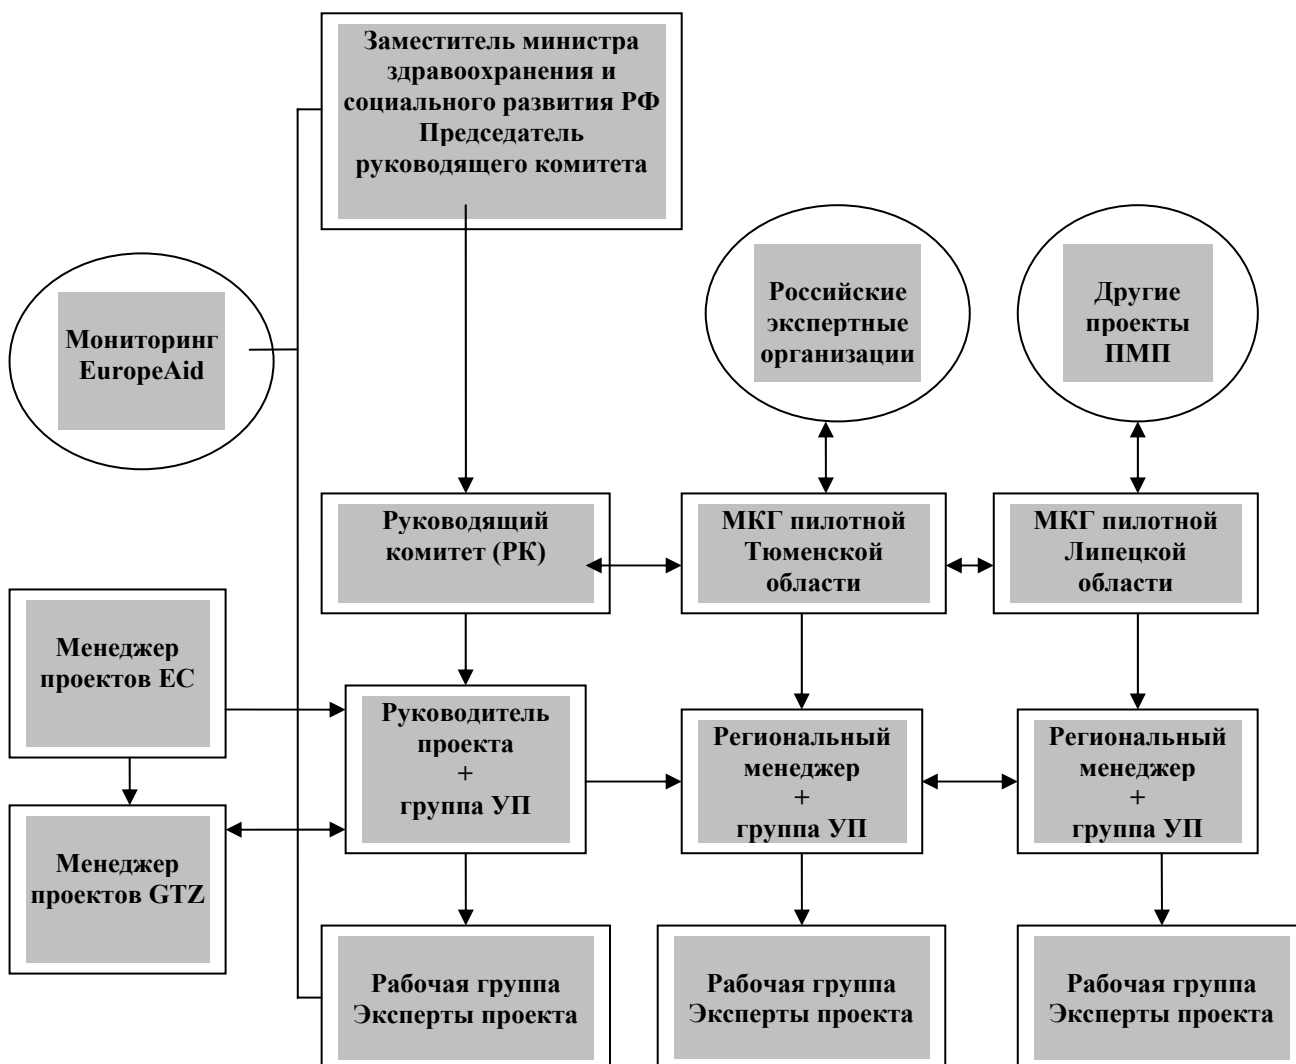 Заместитель министра
здравоохранения и
социального развития РФ
Председатель
руководящего комитета
Мониторинг
EuropeAid
Российские
экспертные
организации
Другие
проекты
ПМП
Руководящий
комитет (РК)
МКГ пилотной
Тюменской
области
МКГ пилотной
Липецкой
области
Менеджер
проектов ЕС
Руководитель
проекта
+
группа УП
Региональный
менеджер
+
группа УП
Региональный
менеджер
+
группа УП
Менеджер
проектов GTZ
Рабочая группа
Эксперты проекта
Рабочая группа
Эксперты проекта
Рабочая группа
Эксперты проекта